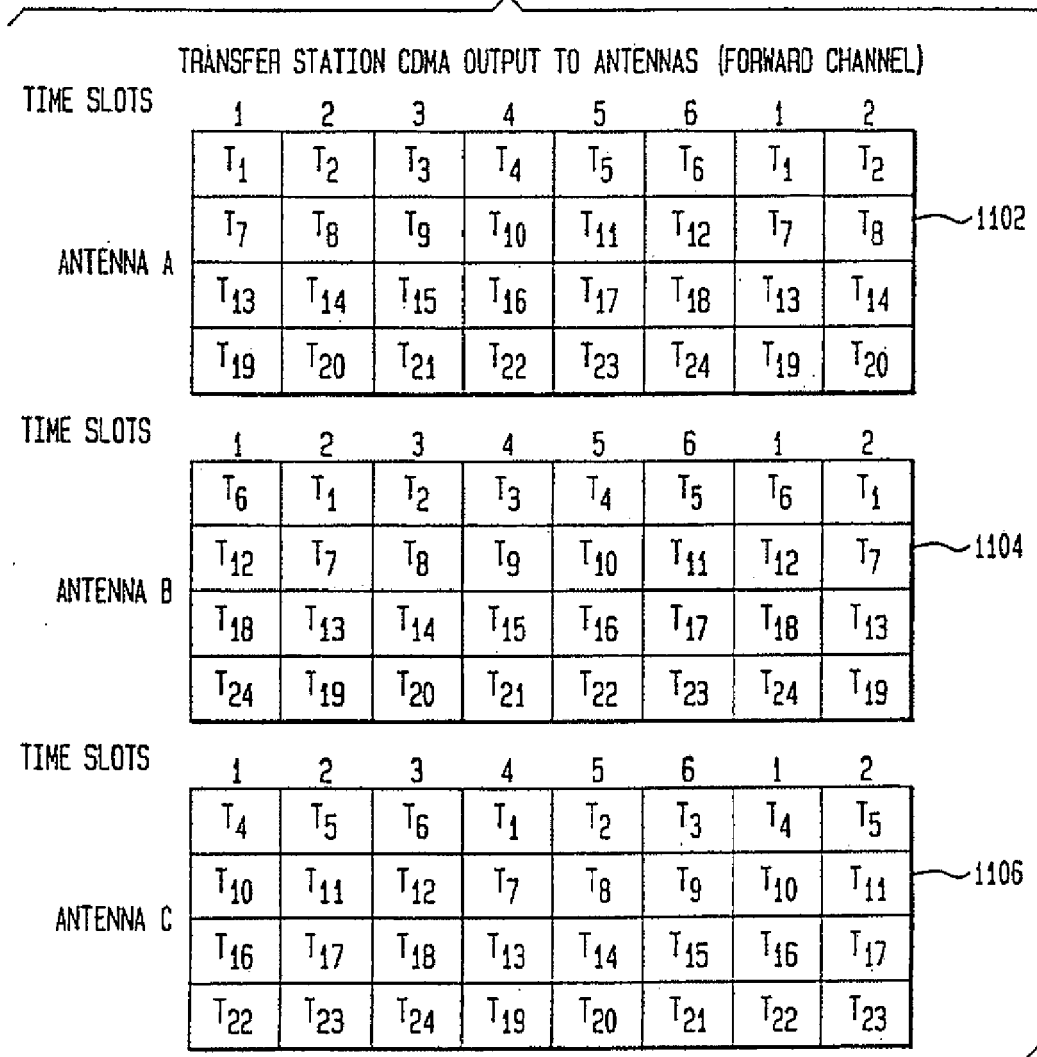 TRANSFER STATION CDMA OUTPUT TO ANTENNAS (FORWARD CHANNEL)
TIME SLOTS 1 2 3 4 5 6 1 2
T1 T2 T3 T4 T5 T6 T1 T2
T7 T8 T9 T10 T11 T12 T7 T8 1102
ANTENNA A
T13 T14 T15 T16 T17 T18 T13 T14
T19 T20 T21 T22 T23 T24 T19 T20
TIME SLOTS 1 2 3 4 5 6 1 2
T6 T1 T2 T3 T4 T5 T6 T1
T12 T7 T8 T9 T10 T11 T12 T7 1104
ANTENNA B
T18 T13 T14 T15 T16 T17 T18 T13
T24 T19 T20 T21 T22 T23 T24 T19
TIME SLOTS 1 2 3 4 5 6 1 2
T4 T5 T6 T1 T2 T3 T4 T5
T10 T11 T12 T7 T8 T9 T10 T11 1106
ANTENNA C
T16 T17 T18 T13 T14 T15 T16 T17
T22 T23 T24 T19 T20 T21 T22 T23